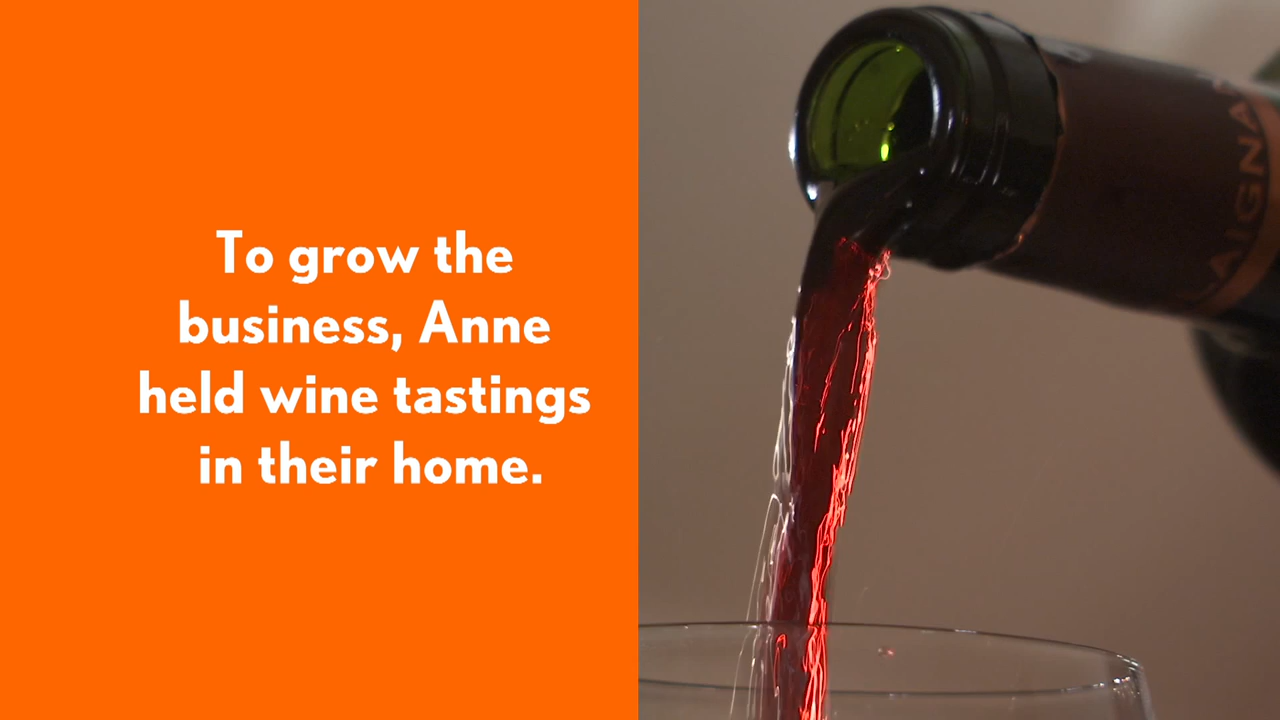 To grow the
business, Anne
held wine tastings
in their home.